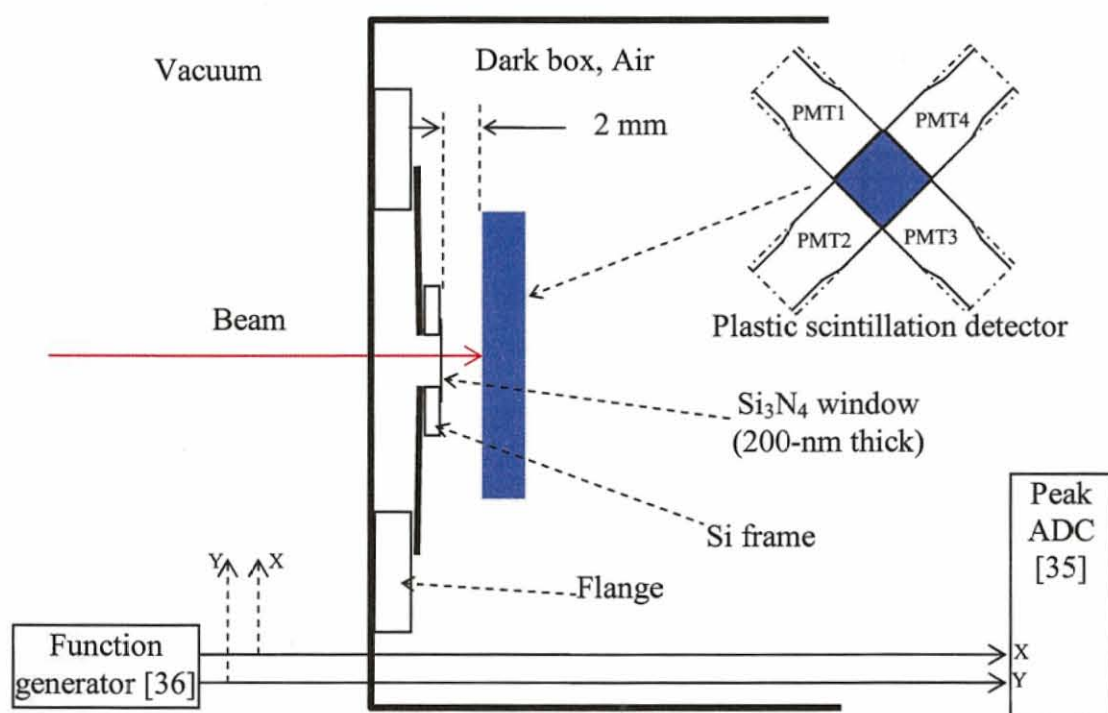 Vacuum
Dark box, Air
2 mm
PMT1
PMT4
PMT2
PMT3
Plastic scintillation detector
Beam
Si₃N₄ window
(200-nm thick)
Si frame
Flange
Y
X
Function
generator [36]
Peak
ADC
[35]
X
Y